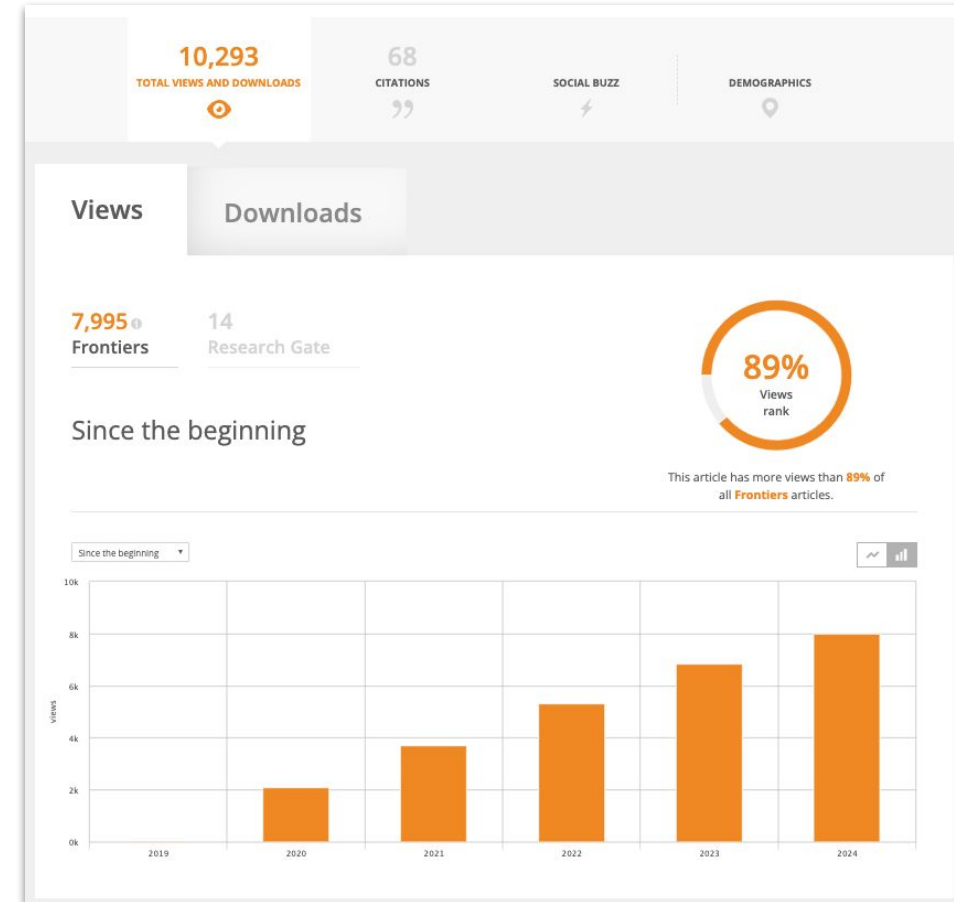 10,293
TOTAL VIEWS AND DOWNLOADS
68
CITATIONS
SOCIAL BUZZ
DEMOGRAPHICS
Views
Downloads
7,995
Frontiers
14
Research Gate
89%
Views
rank
Since the beginning
This article has more views than 89% of
all Frontiers articles.
Since the beginning
10k
8k
6k
4k
2k
0k
views
2019 2020 2021 2022 2023 2024